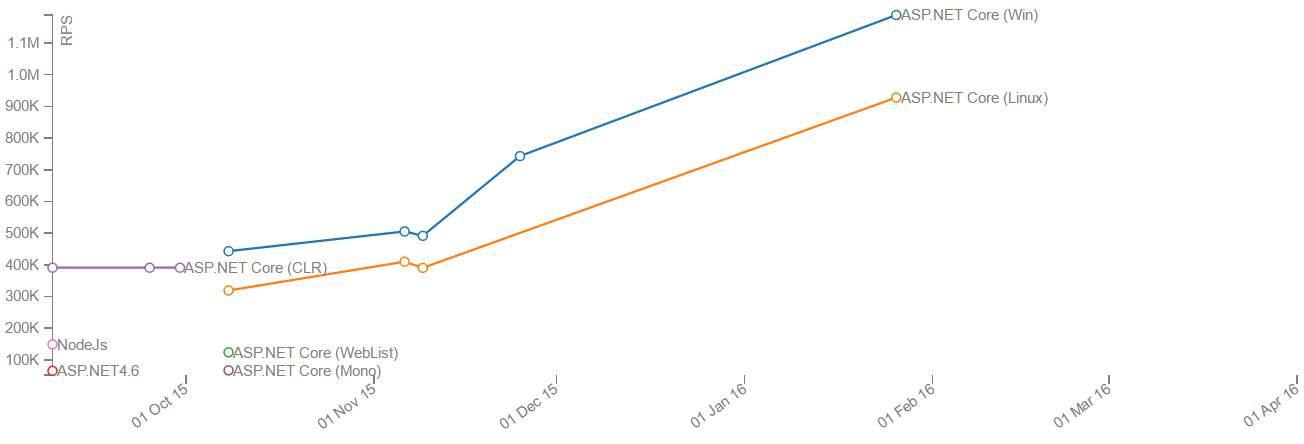 RPS
1.1M
1.0M
900K
800K
700K
600K
500K
400K
300K
200K
100K
ASP.NET Core (Win)
ASP.NET Core (Linux)
ASP.NET Core (CLR)
NodeJs
ASP.NET Core (WebList)
ASP.NET4.6
ASP.NET Core (Mono)
01 Oct 15
01 Nov 15
01 Dec 15
01 Jan 16
01 Feb 16
01 Mar 16
01 Apr 16